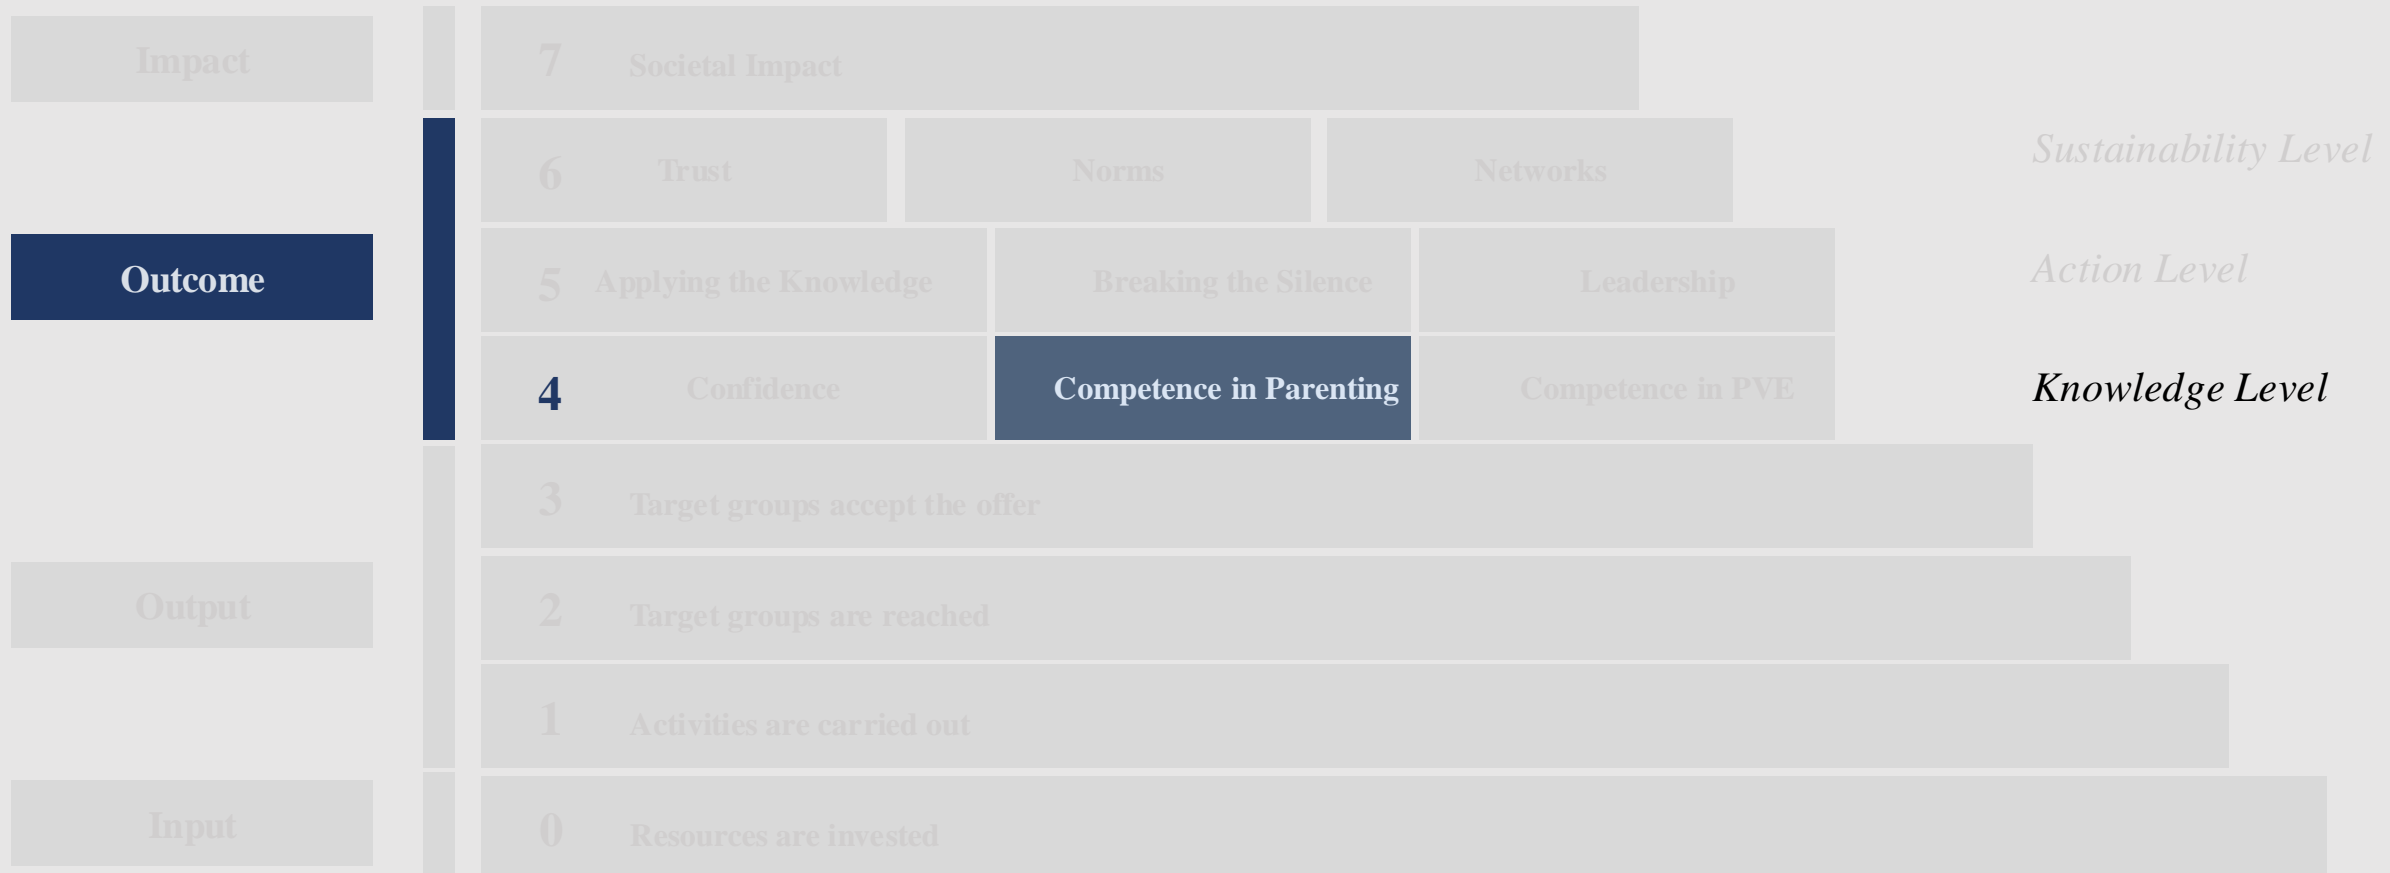 Impact
7 Societal Impact
6 Trust Norms Networks Sustainability Level
Outcome
5 Applying the Knowledge Breaking the Silence Leadership Action Level
4 Confidence Competence in Parenting Competence in PVE Knowledge Level
3 Target groups accept the offer
Output
2 Target groups are reached
1 Activities are carried out
Input
0 Resources are invested